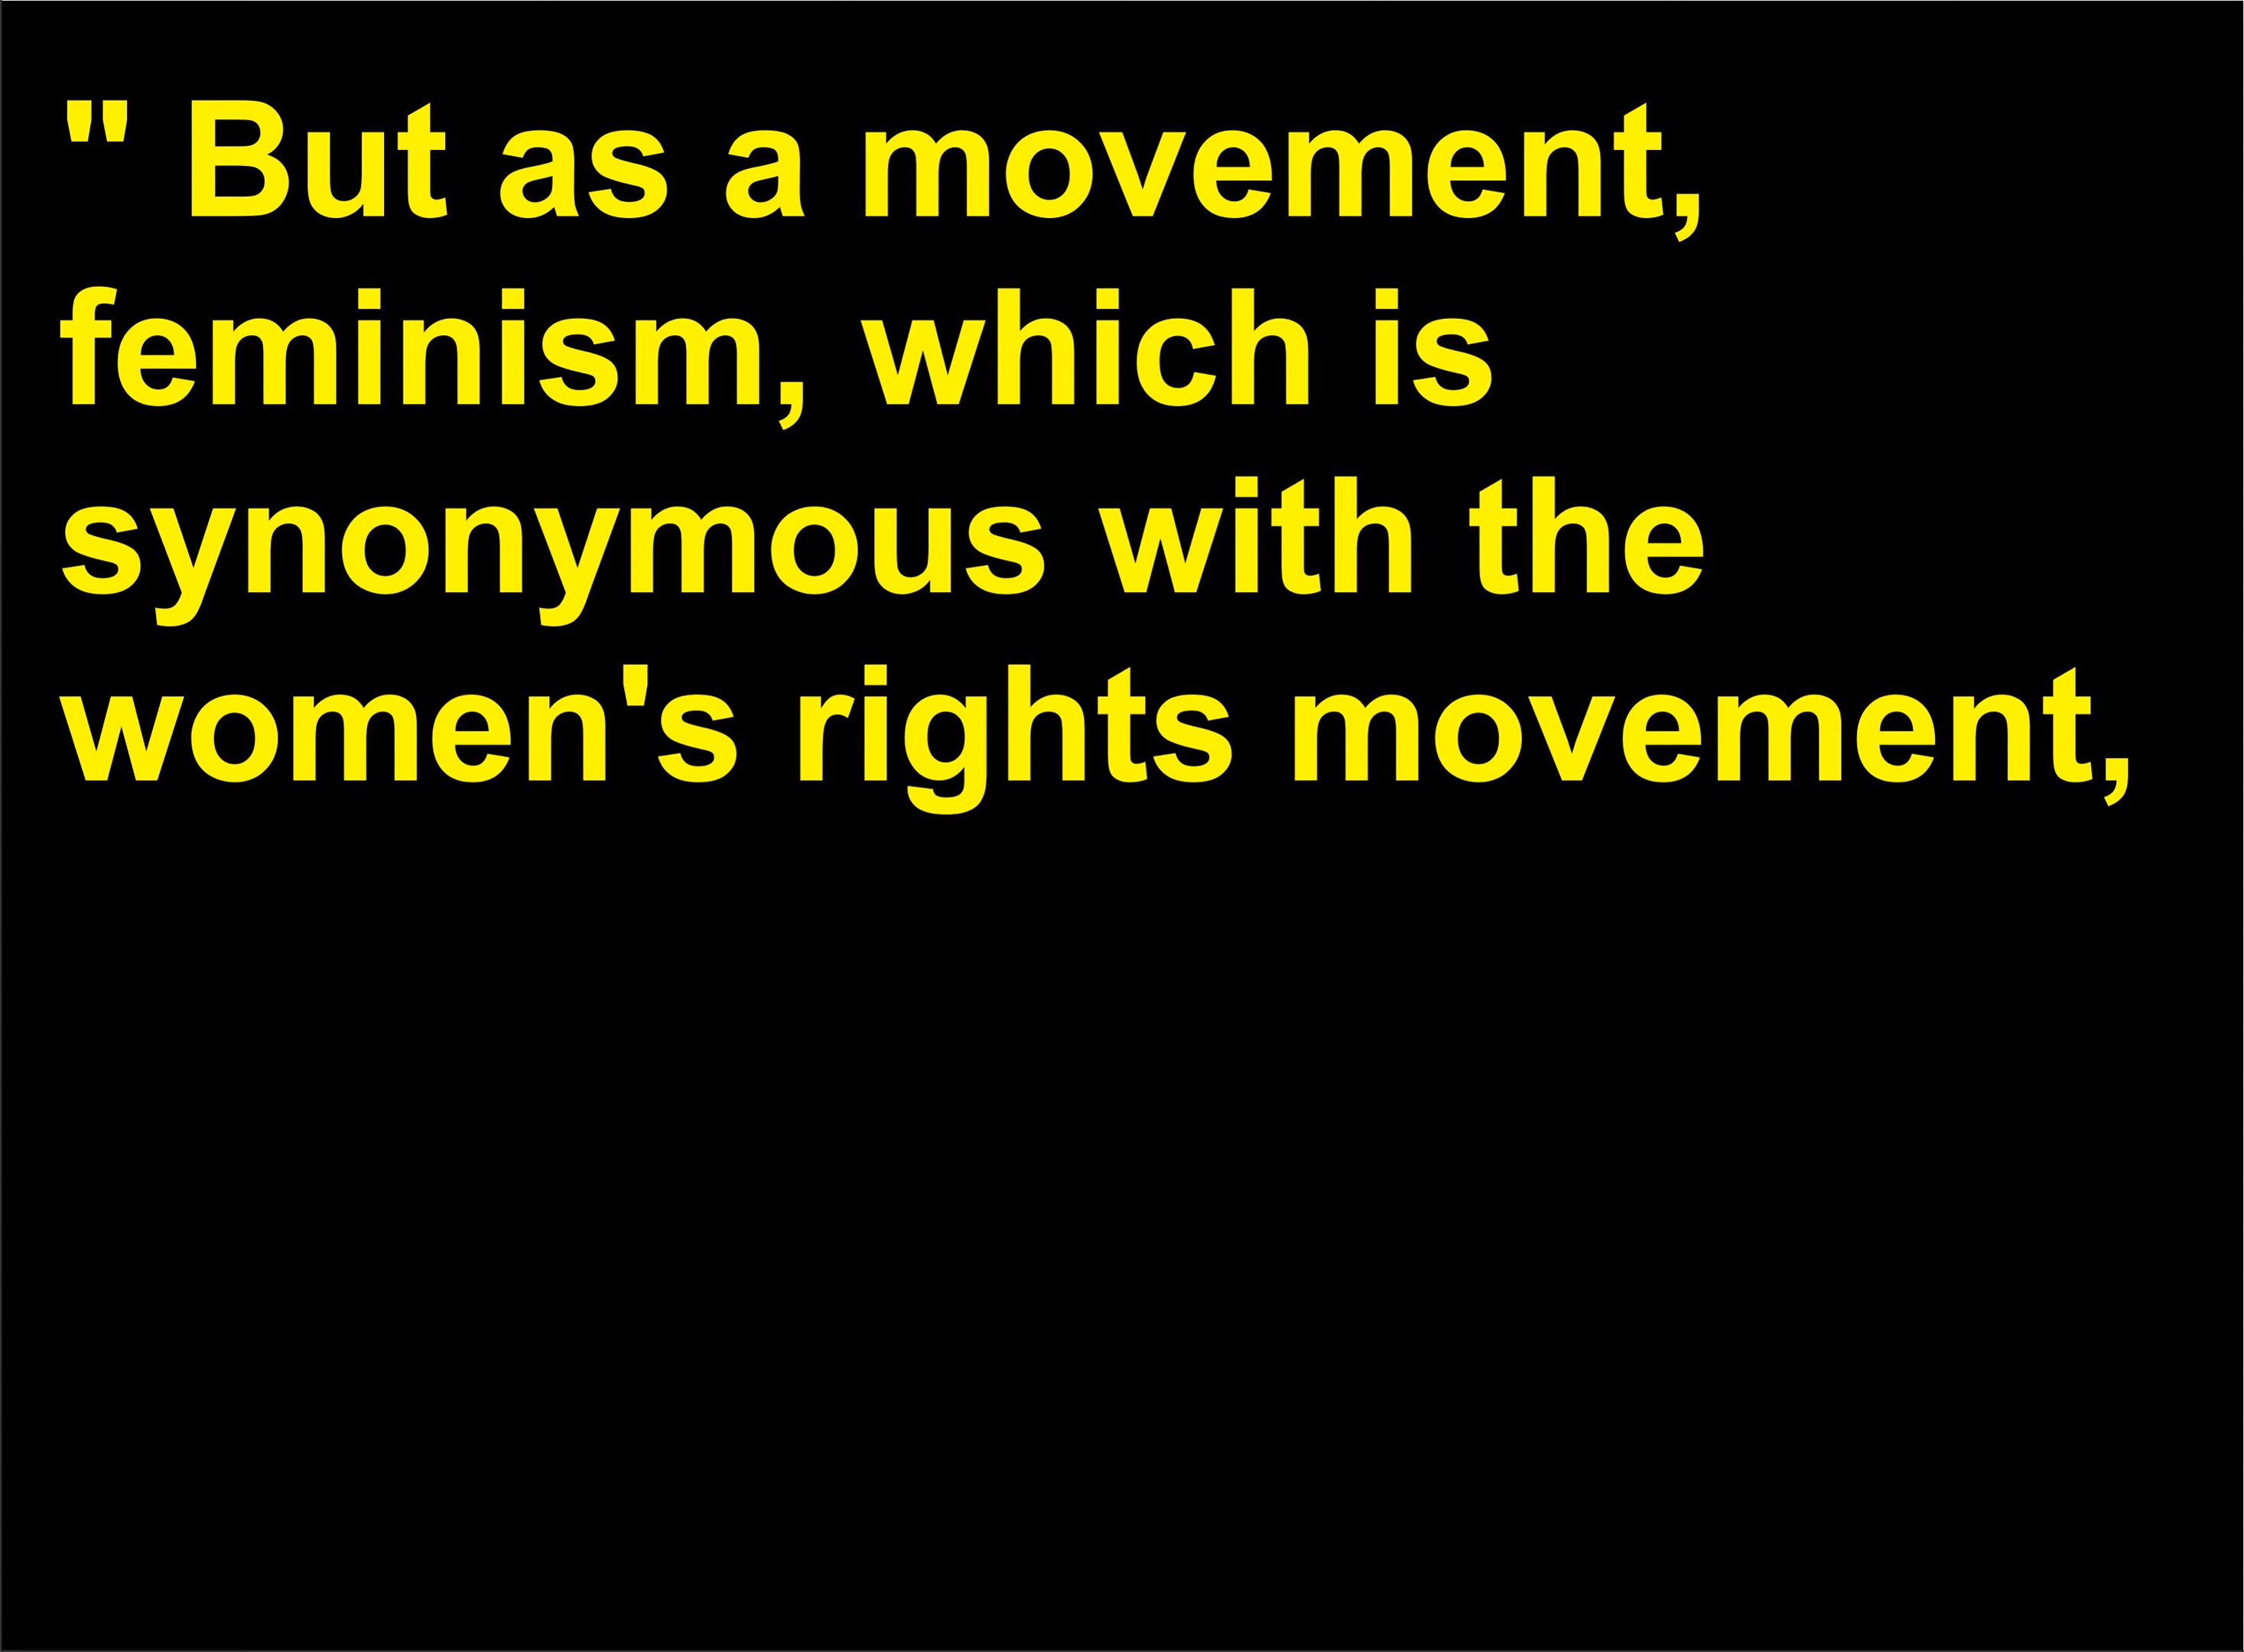 " But as a movement,
feminism, which is
synonymous with the
women's rights movement,